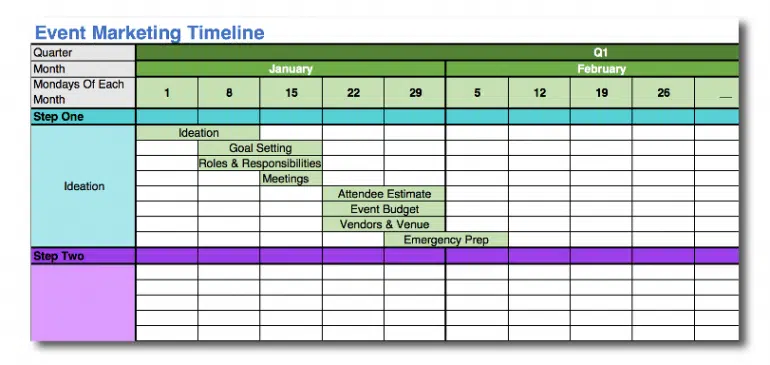 Event Marketing Timeline
Quarter Q1
Month January February
Mondays Of Each
Month 1 8 15 22 29 5 12 19 26 __
Step One
Ideation
Goal Setting
Roles & Responsibilities
Meetings
Ideation
Attendee Estimate
Event Budget
Vendors & Venue
Emergency Prep
Step Two